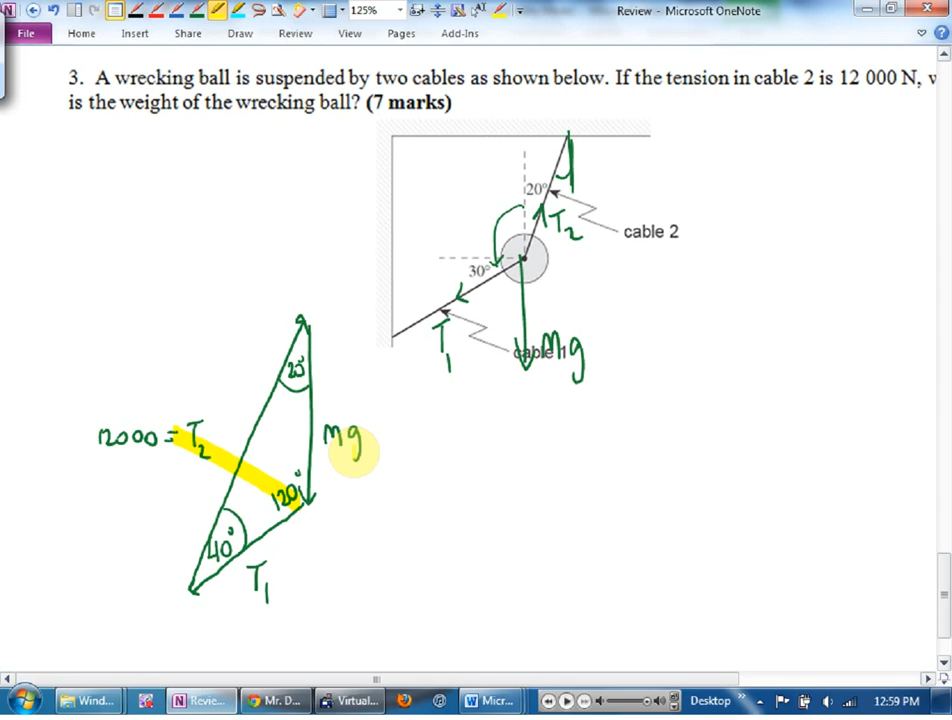 125%
Review - Microsoft OneNote
File Home Insert Share Draw Review View Pages Add-Ins
3. A wrecking ball is suspended by two cables as shown below. If the tension in cable 2 is 12 000 N,
is the weight of the wrecking ball? (7 marks)
20°
T2
cable 2
30°
T1
cable 1
Mg
20°
12000 = T2
Mg
120°
40°
T1
Wind... Revie... Mr. D... Virtual... Micr... Desktop 12:59 PM